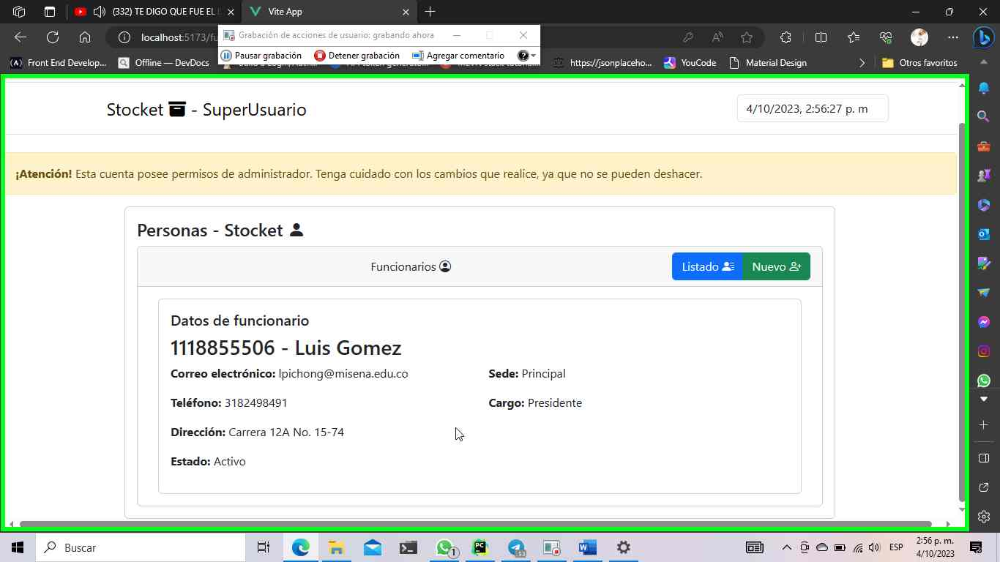 (332) TE DIGO QUE FUE EL
Vite App
localhost:5173/fu
Grabación de acciones de usuario: grabando ahora
Pausar grabación
Detener grabación
Agregar comentario
Front End Develop...
Offline — DevDocs
https://jsonplaceho...
YouCode
Material Design
Otros favoritos
Stocket - SuperUsuario
4/10/2023, 2:56:27 p. m
¡Atención! Esta cuenta posee permisos de administrador. Tenga cuidado con los cambios que realice, ya que no se pueden deshacer.
Personas - Stocket
Funcionarios
Listado
Nuevo
Datos de funcionario
1118855506 - Luis Gomez
Correo electrónico: lpichong@misena.edu.co
Sede: Principal
Teléfono: 3182498491
Cargo: Presidente
Dirección: Carrera 12A No. 15-74
Estado: Activo
Buscar
ESP
2:56 p. m.
4/10/2023